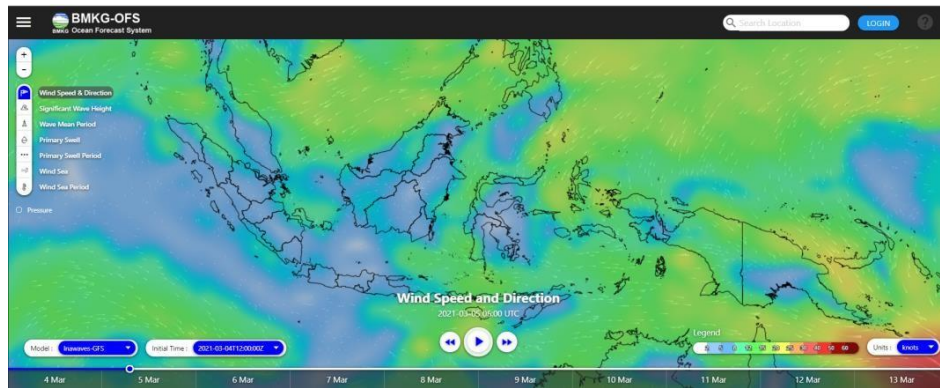 BMKG-OFS
BMKG Ocean Forecast System
Search Location
LOGIN
?
+
-
Wind Speed & Direction
Significant Wave Height
Wave Mean Period
Primary Swell
Primary Swell Period
Wind Sea
Wind Sea Period
Pressure
Wind Speed and Direction
2021-03-05 05:00 UTC
Model : Inawaves-GFS
Initial Time : 2021-03-04T12:00:00Z
Legend
Units : knots
4 Mar 5 Mar 6 Mar 7 Mar 8 Mar 9 Mar 10 Mar 11 Mar 12 Mar 13 Mar